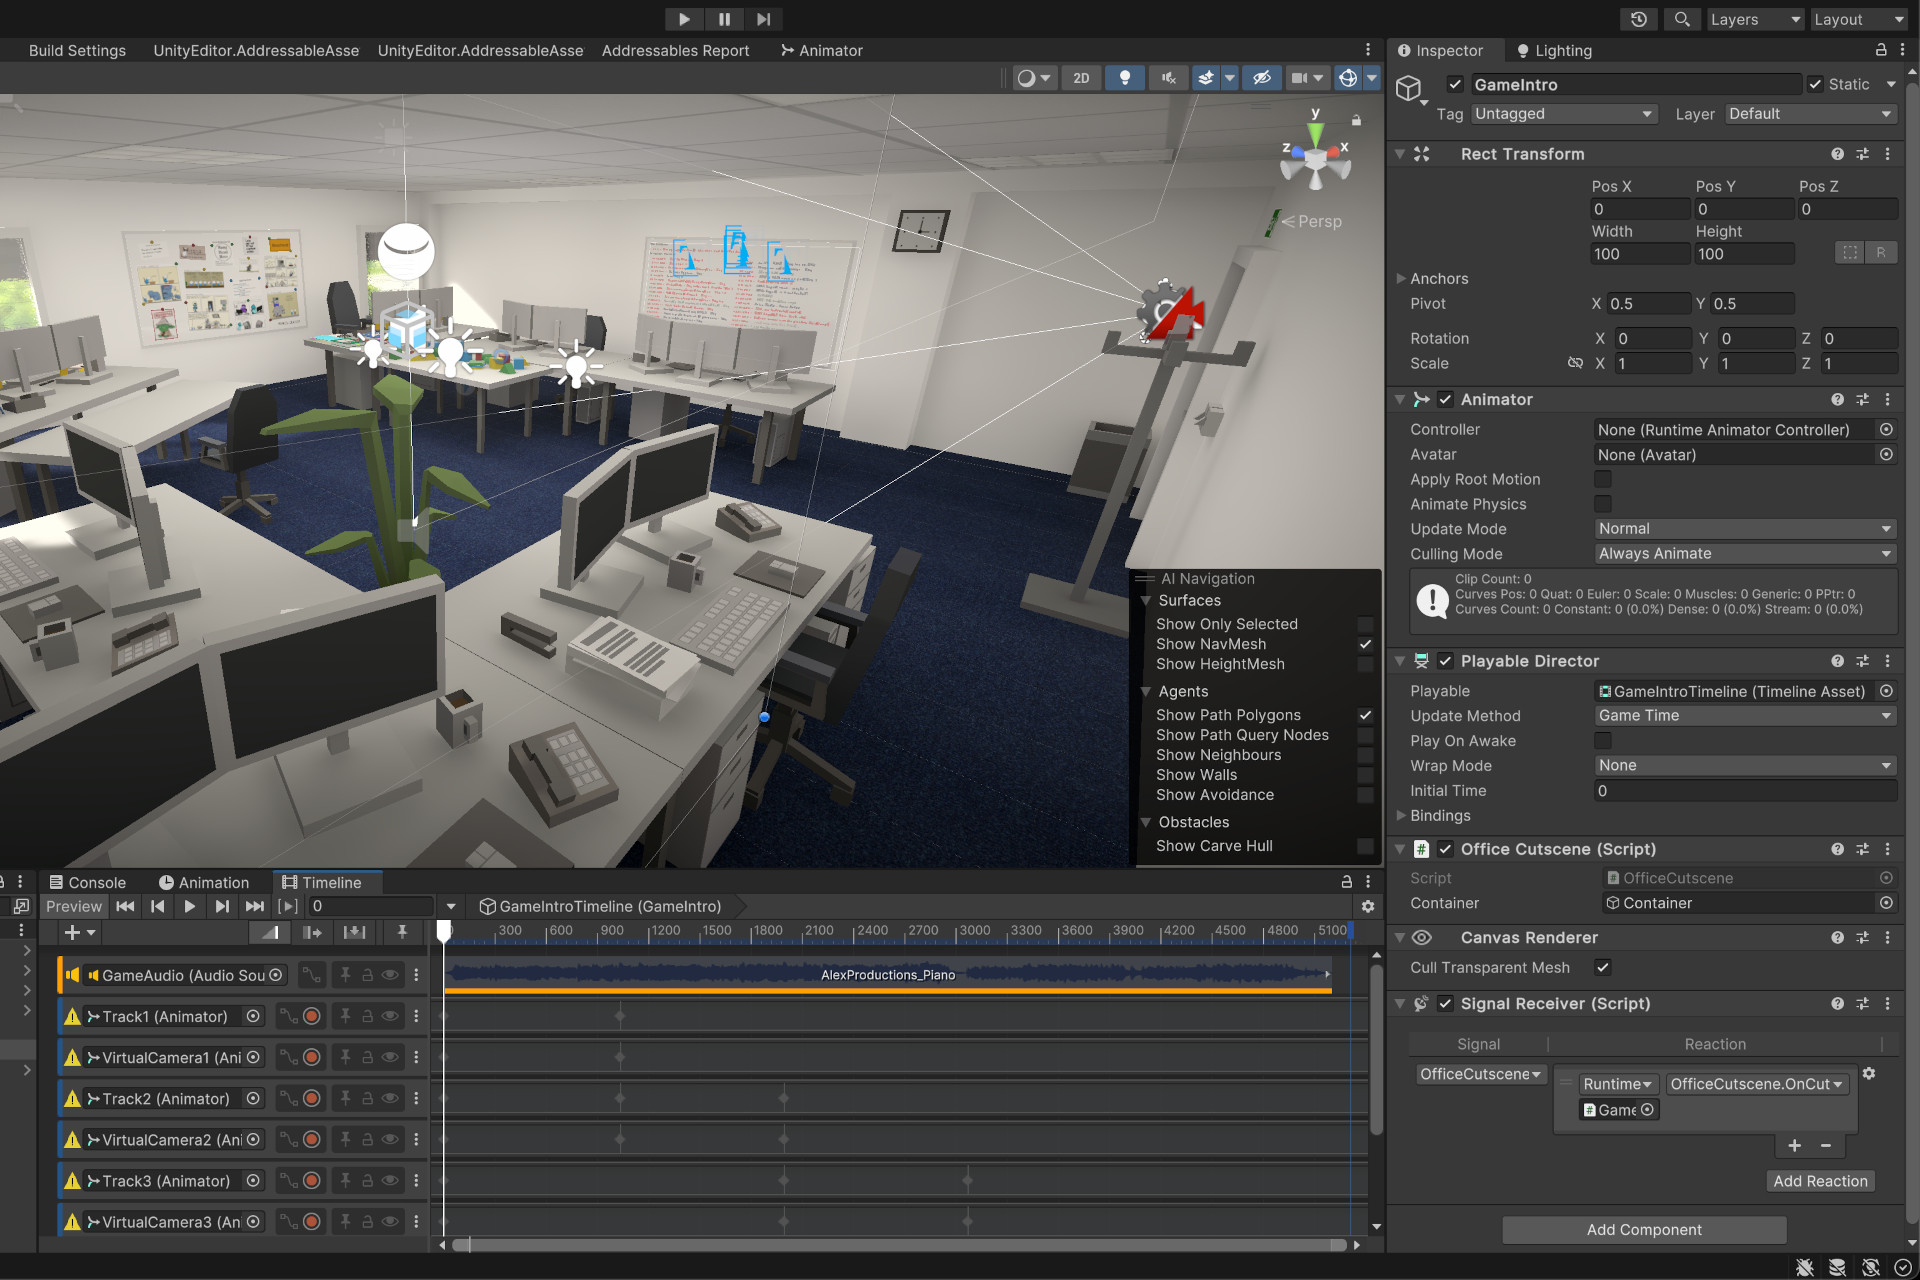 Layers
Layout
Build Settings
UnityEditor.AddressableAsse
UnityEditor.AddressableAsse
Addressables Report
Animator
2D
y
z
x
Persp
AI Navigation
Surfaces
Show Only Selected
Show NavMesh
Show HeightMesh
Agents
Show Path Polygons
Show Path Query Nodes
Show Neighbours
Show Walls
Show Avoidance
Obstacles
Show Carve Hull
Inspector
Lighting
GameIntro
Static
Tag Untagged
Layer Default
Rect Transform
Pos X Pos Y Pos Z
0 0 0
Width Height
100 100
R
Anchors
Pivot X 0.5 Y 0.5
Rotation X 0 Y 0 Z 0
Scale X 1 Y 1 Z 1
Animator
Controller None (Runtime Animator Controller)
Avatar None (Avatar)
Apply Root Motion
Animate Physics
Update Mode Normal
Culling Mode Always Animate
Clip Count: 0
Curves Pos: 0 Quat: 0 Euler: 0 Scale: 0 Muscles: 0 Generic: 0 PPtr: 0
Curves Count: 0 Constant: 0 (0.0%) Dense: 0 (0.0%) Stream: 0 (0.0%)
Playable Director
Playable GameIntroTimeline (Timeline Asset)
Update Method Game Time
Play On Awake
Wrap Mode None
Initial Time 0
Bindings
Office Cutscene (Script)
Script OfficeCutscene
Container Container
Canvas Renderer
Cull Transparent Mesh
Signal Receiver (Script)
Signal Reaction
OfficeCutscene
Runtime OfficeCutscene.OnCut
Game
Add Reaction
Add Component
Console
Animation
Timeline
Preview 0 GameIntroTimeline (GameIntro)
300 600 900 1200 1500 1800 2100 2400 2700 3000 3300 3600 3900 4200 4500 4800 5100
GameAudio (Audio Sou
AlexProductions_Piano
Track1 (Animator)
VirtualCamera1 (Ani
Track2 (Animator)
VirtualCamera2 (Ani
Track3 (Animator)
VirtualCamera3 (An